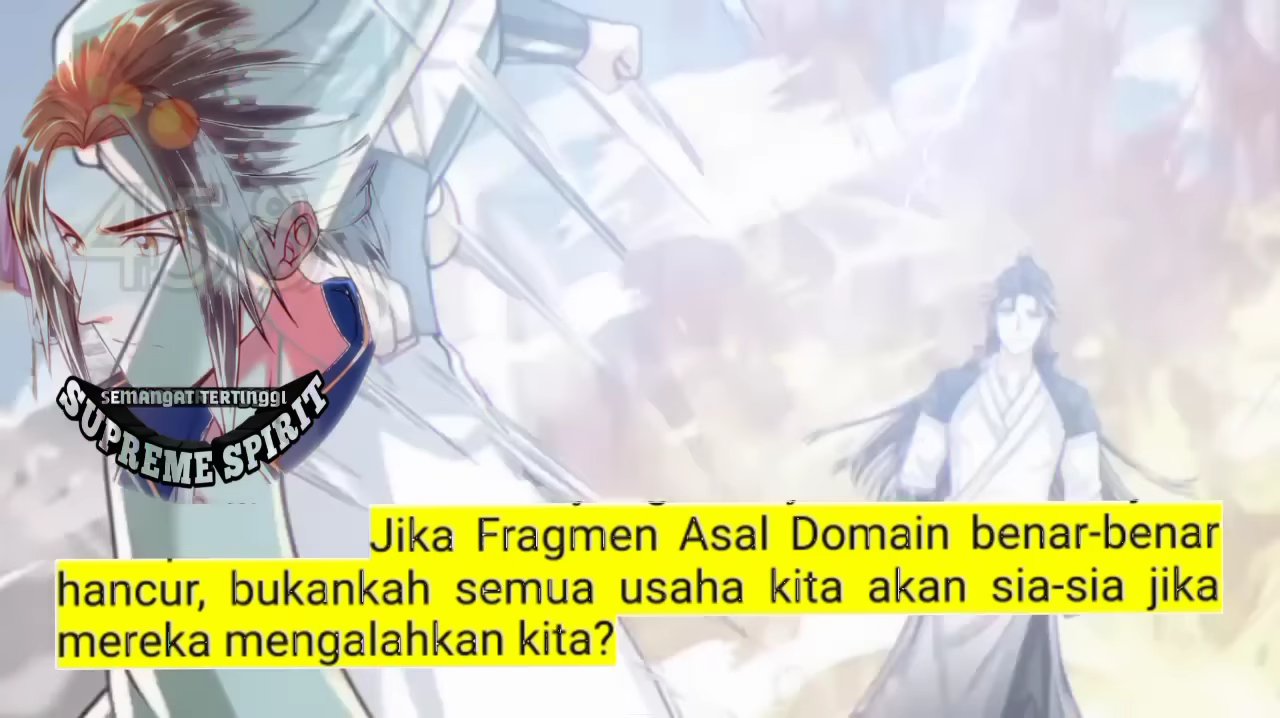 SEMANGAT TERTINGGI
SUPREME SPIRIT
Jika Fragmen Asal Domain benar-benar
hancur, bukankah semua usaha kita akan sia-sia jika
mereka mengalahkan kita?